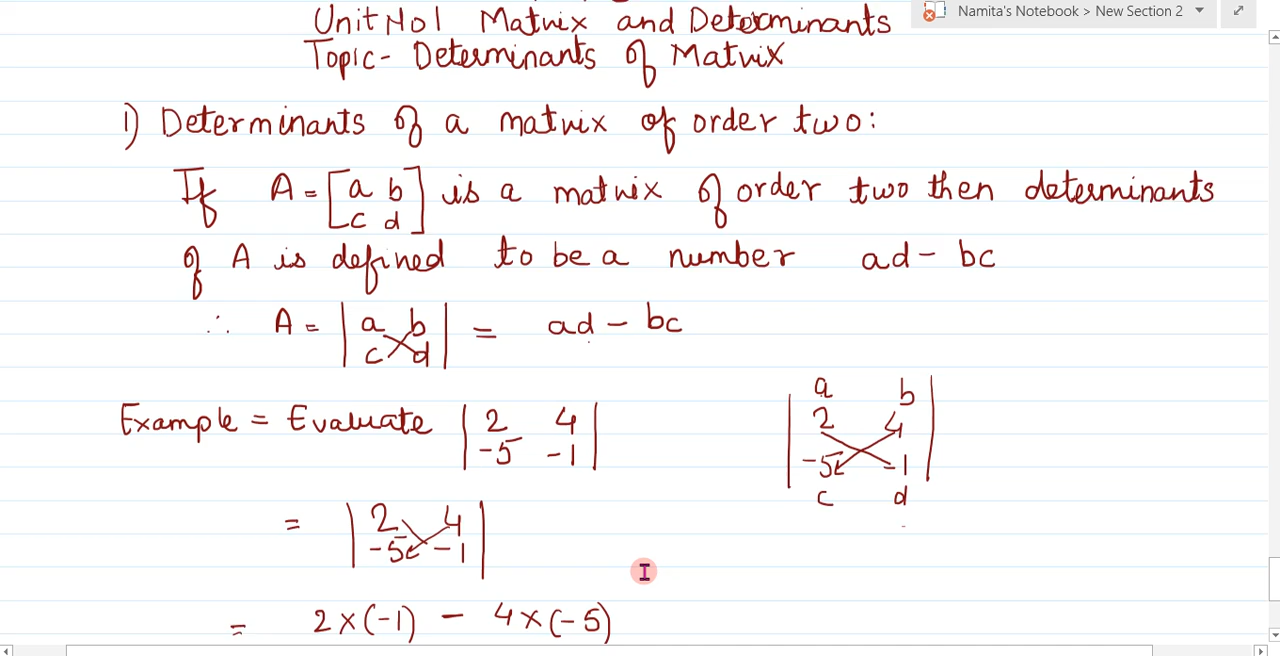 Namita's Notebook > New Section 2
Unit No1 Matrix and Determinants
Topic- Determinants of Matrix
1) Determinants of a matrix of order two:
If A = [a b] is a matrix of order two then determinants
[c d]
of A is defined to be a number ad - bc
∴ A = |a b| = ad - bc
|c d|
a b
Example = Evaluate |2 4| |2 4|
|-5 -1| |-5 -1|
c d
= |2 4|
|-5 -1|
= 2×(-1) - 4×(-5)